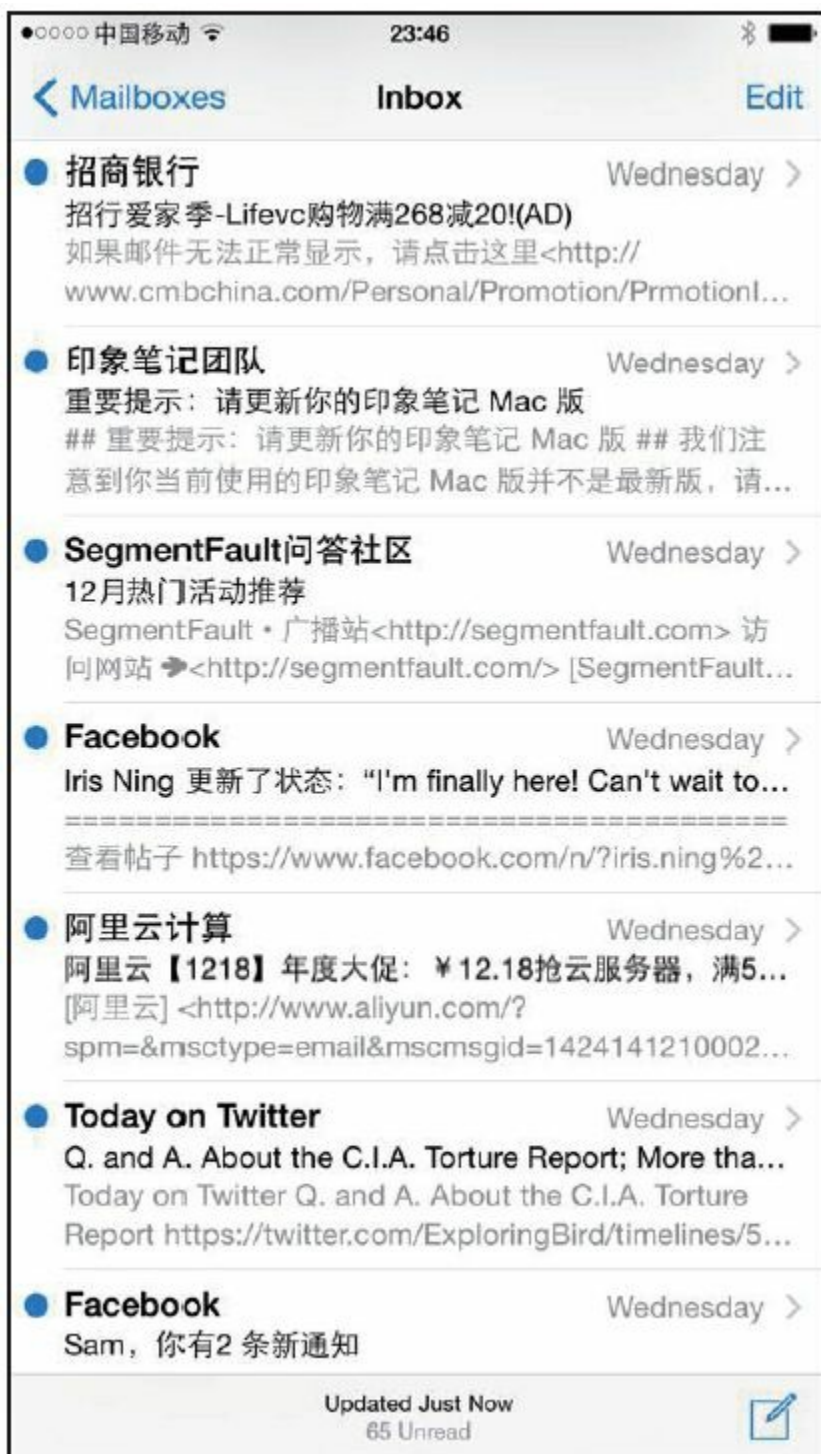 中国移动 23:46
Mailboxes Inbox Edit
招商银行 Wednesday
招行爱家季-Lifevc购物满268减20!(AD)
如果邮件无法正常显示，请点击这里<http://
www.cmbchina.com/Personal/Promotion/PrmotionI...
印象笔记团队 Wednesday
重要提示：请更新你的印象笔记 Mac 版
## 重要提示：请更新你的印象笔记 Mac 版 ## 我们注
意到你当前使用的印象笔记 Mac 版并不是最新版，请...
SegmentFault问答社区 Wednesday
12月热门活动推荐
SegmentFault • 广播站<http://segmentfault.com> 访
问网站 <http://segmentfault.com/> [SegmentFault...
Facebook Wednesday
Iris Ning 更新了状态：“I'm finally here! Can't wait to...
========================================
查看帖子 https://www.facebook.com/n/?iris.ning%2...
阿里云计算 Wednesday
阿里云【1218】年度大促：￥12.18抢云服务器，满5...
[阿里云] <http://www.aliyun.com/?
spm=&msctype=email&mscmsgid=1424141210002...
Today on Twitter Wednesday
Q. and A. About the C.I.A. Torture Report; More tha...
Today on Twitter Q. and A. About the C.I.A. Torture
Report https://twitter.com/ExploringBird/timelines/5...
Facebook Wednesday
Sam，你有2 条新通知
Updated Just Now
65 Unread